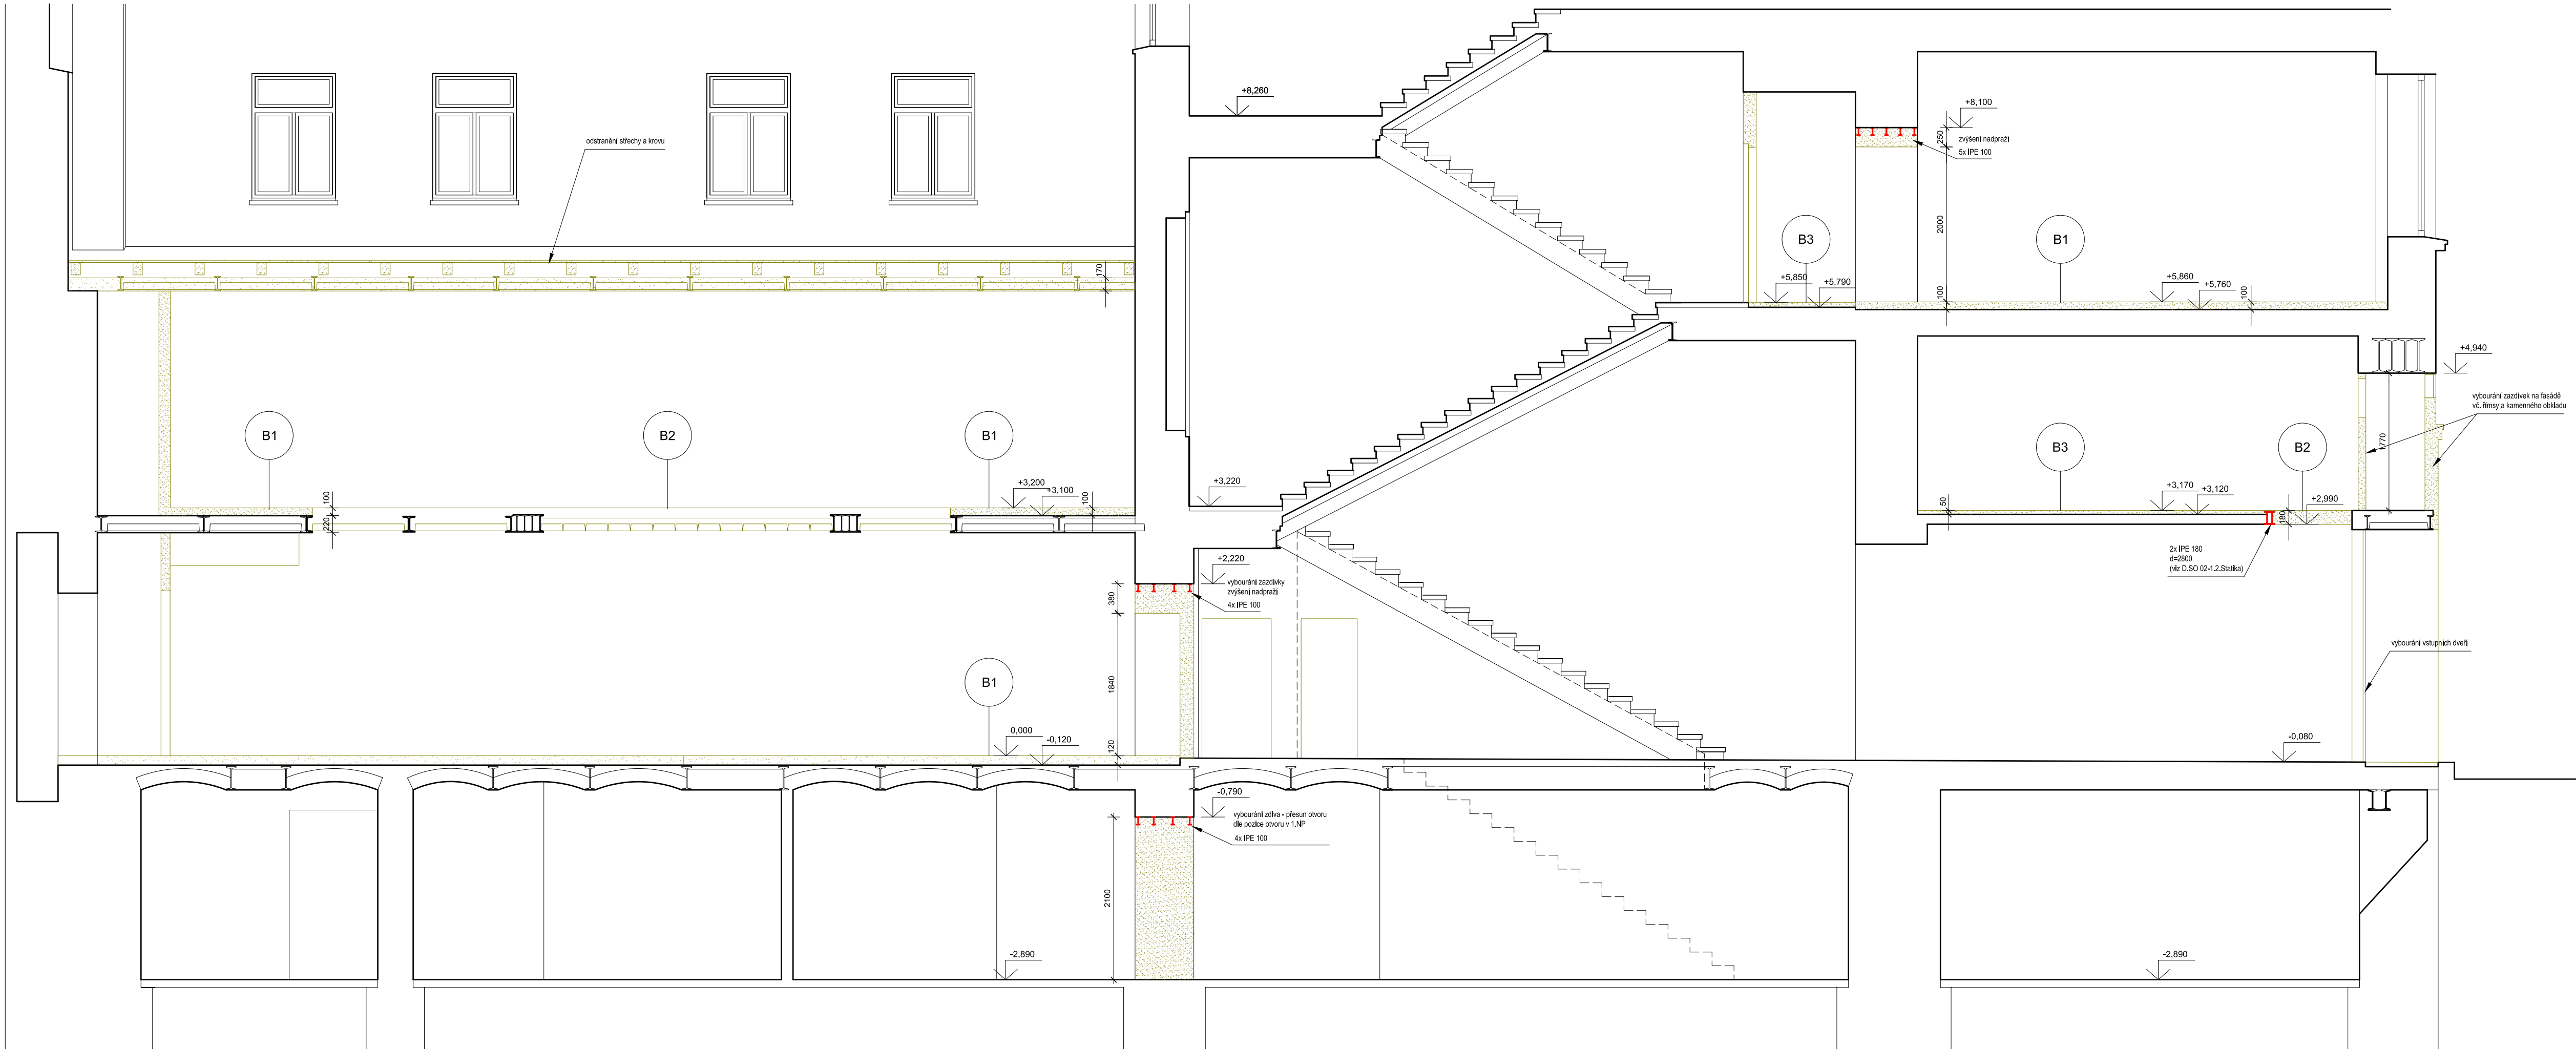 +8,260
+8,100
250
zvýšení nadpraží
5x IPE 100
odstranění střechy a krovu
2000
B3
B1
170
+5,850
+5,790
100
+5,860
+5,760
100
+4,940
vybourání zazdívek na fasádě
vč. římsy a kamenného obkladu
1770
B1
B2
B1
B3
B2
100
220
+3,200
+3,100
100
+3,220
50
+3,170
+3,120
180
+2,990
2x IPE 180
d=2800
(viz D.SO 02-1.2.Statika)
+2,220
vybourání zazdívky
zvýšení nadpraží
4x IPE 100
380
1840
120
vybourání vstupních dveří
B1
0,000
-0,120
-0,080
-0,790
vybourání zdiva - přesun otvoru
dle pozice otvoru v 1.NP
4x IPE 100
2100
-2,890
-2,890